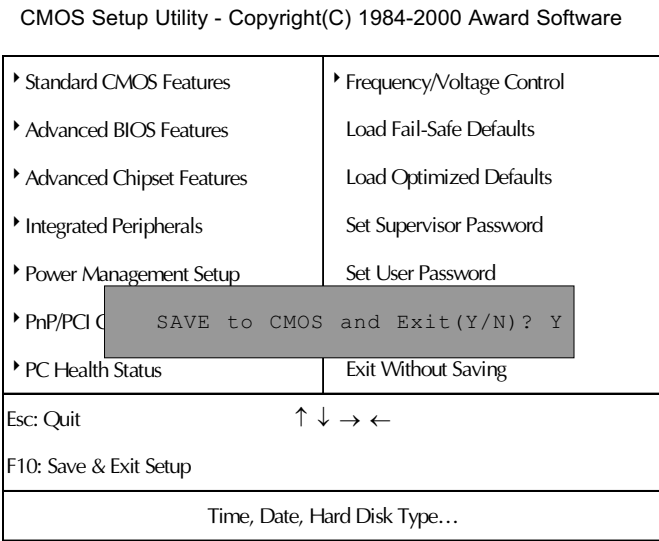 CMOS Setup Utility - Copyright(C) 1984-2000 Award Software
‣ Standard CMOS Features
‣ Advanced BIOS Features
‣ Advanced Chipset Features
‣ Integrated Peripherals
‣ Power Management Setup
‣ PnP/PCI
‣ PC Health Status
‣ Frequency/Voltage Control
Load Fail-Safe Defaults
Load Optimized Defaults
Set Supervisor Password
Set User Password
Exit Without Saving
SAVE to CMOS and Exit(Y/N)? Y
Esc: Quit ↑ ↓ → ←
F10: Save & Exit Setup
Time, Date, Hard Disk Type…